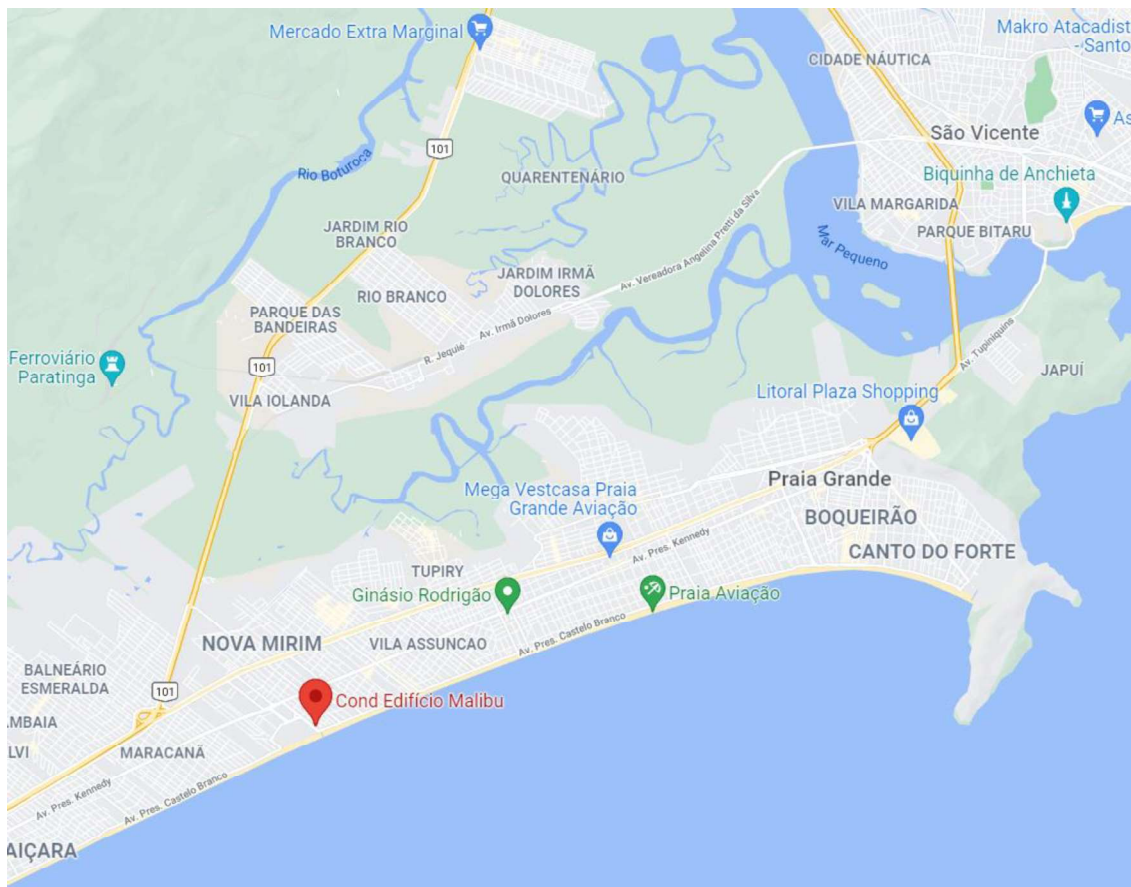 Mercado Extra Marginal
Makro Atacadist
- Santo
CIDADE NÁUTICA
As
São Vicente
101
Rio Boturoca
QUARENTENÁRIO
Biquinha de Anchieta
VILA MARGARIDA
PARQUE BITARU
JARDIM RIO
BRANCO
Mar Pequeno
Av. Vereadora Angelina Pretti da Silva
JARDIM IRMÃ
DOLORES
RIO BRANCO
PARQUE DAS
BANDEIRAS
Av. Irmã Dolores
R. Jequié
Av. Tupiniquins
Ferroviário
Paratinga
101
JAPUÍ
VILA IOLANDA
Litoral Plaza Shopping
Praia Grande
Mega Vestcasa Praia
Grande Aviação
BOQUEIRÃO
Av. Pres. Kennedy
CANTO DO FORTE
TUPIRY
Ginásio Rodrigão
Praia Aviação
NOVA MIRIM
VILA ASSUNCAO
Av. Pres. Castelo Branco
BALNEÁRIO
ESMERALDA
101
Cond Edifício Malibu
AMBAIA
LVI
MARACANÃ
Av. Pres. Kennedy
Av. Pres. Castelo Branco
AIÇARA